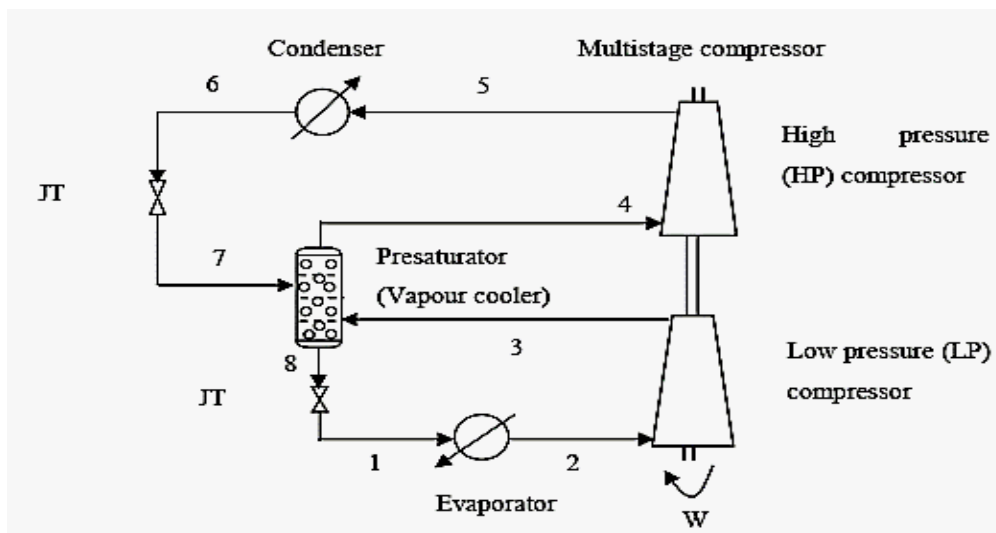 Condenser
Multistage compressor
6
5
High pressure
(HP) compressor
JT
4
7
Presaturator
(Vapour cooler)
3
8
Low pressure (LP)
compressor
JT
1
2
Evaporator
W